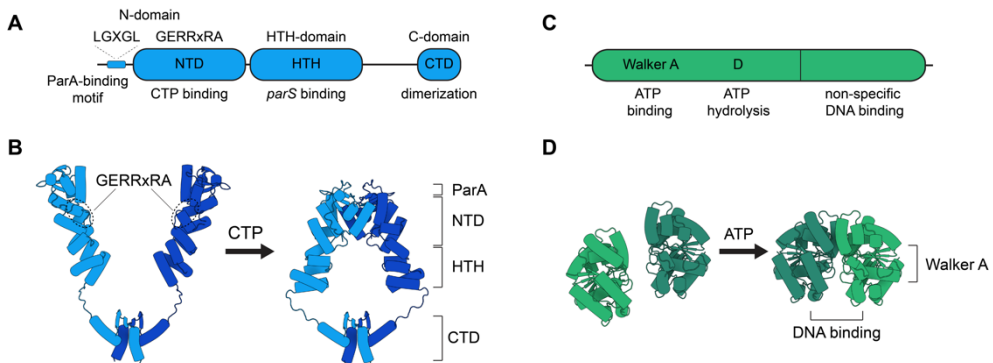 A
N-domain
LGXGL GERRxRA HTH-domain C-domain
NTD HTH CTD
ParA-binding
motif
CTP binding parS binding dimerization
B
GERRxRA
CTP
ParA
NTD
HTH
CTD
C
Walker A D
ATP
binding
ATP
hydrolysis
non-specific
DNA binding
D
ATP
Walker A
DNA binding